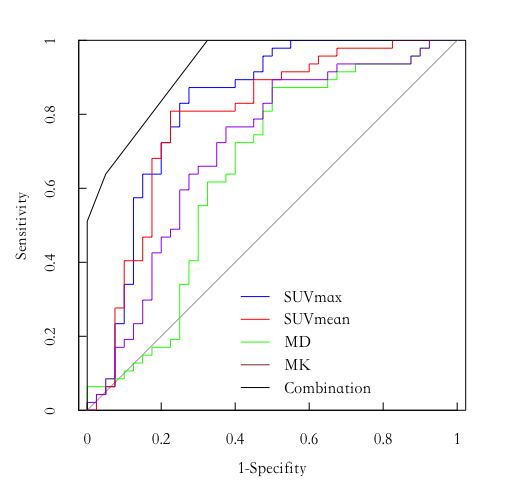 1
0.8
0.6
0.4
0.2
0
Sensitivity
SUVmax
SUVmean
MD
MK
Combination
0 0.2 0.4 0.6 0.8 1
1-Specifity